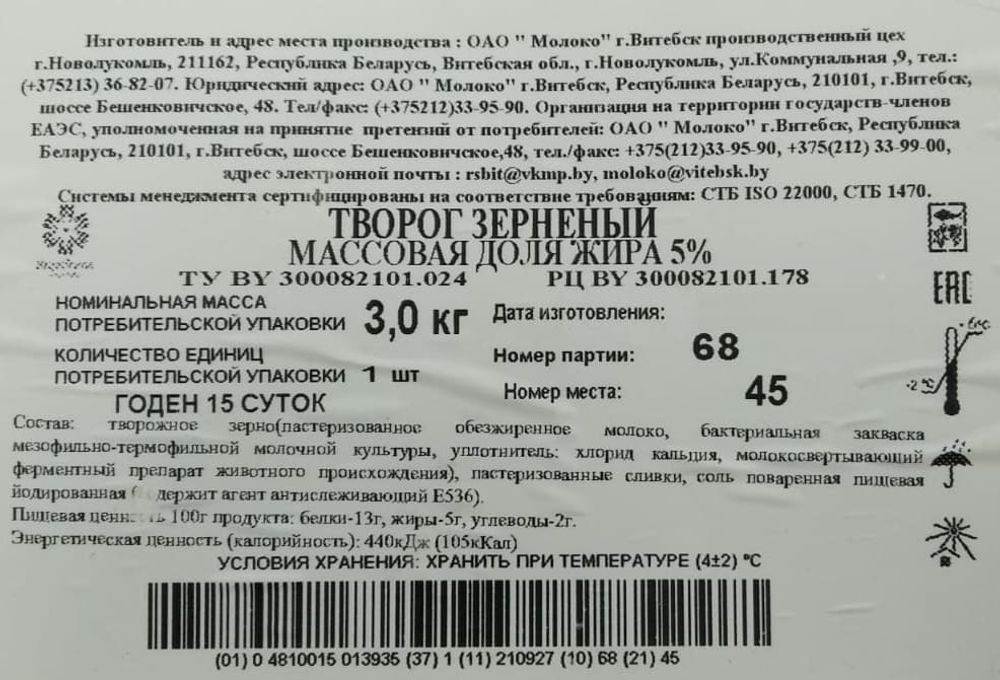 Изготовитель и адрес места производства : ОАО " Молоко" г.Витебск производственный цех
г.Новолукомль, 211162, Республика Беларусь, Витебская обл., г.Новолукомль, ул.Коммунальная ,9, тел.:
(+375213) 36-82-07. Юридический адрес: ОАО " Молоко" г.Витебск, Республика Беларусь, 210101, г.Витебск,
шоссе Бешенковичское, 48. Тел/факс: (+375212)33-95-90. Организация на территории государств-членов
ЕАЭС, уполномоченная на принятие претензий от потребителей: ОАО " Молоко" г.Витебск, Республика
Беларусь, 210101, г.Витебск, шоссе Бешенковичское,48, тел./факс: +375(212)33-95-90, +375(212) 33-99-00,
адрес электронной почты : rsbit@vkmp.by, moloko@vitebsk.by
Системы менеджмента сертифицированы на соответствие требованиям: СТБ ISO 22000, СТБ 1470.
ТВОРОГ ЗЕРНЕНЫЙ
МАССОВАЯ ДОЛЯ ЖИРА 5%
ТУ BY 300082101.024 РЦ BY 300082101.178
EAC
НОМИНАЛЬНАЯ МАССА
ПОТРЕБИТЕЛЬСКОЙ УПАКОВКИ 3,0 кг
Дата изготовления:
КОЛИЧЕСТВО ЕДИНИЦ
ПОТРЕБИТЕЛЬСКОЙ УПАКОВКИ 1 шт
Номер партии: 68
Номер места: 45
+6°C
-2 °C
ГОДЕН 15 СУТОК
Состав: творожное зерно(пастеризованное обезжиренное молоко, бактериальная закваска
мезофильно-термофильной молочной культуры, уплотнитель: хлорид кальция, молокосвертывающий
ферментный препарат животного происхождения), пастеризованные сливки, соль поваренная пищевая
йодированная ( держит агент антислеживающий Е536).
Пищевая 100г продукта: белки-13г, жиры-5г, углеводы-2г.
Энергетическая ценность (калорийность): 440кДж (105кКал)
УСЛОВИЯ ХРАНЕНИЯ: ХРАНИТЬ ПРИ ТЕМПЕРАТУРЕ (4±2) °С
(01) 0 4810015 013935 (37) 1 (11) 210927 (10) 68 (21) 45